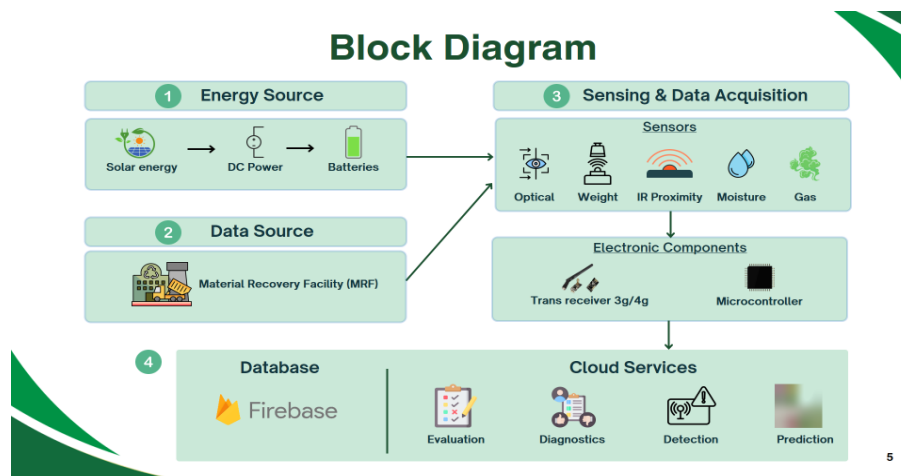 Block Diagram
1 Energy Source
Solar energy
DC Power
Batteries
2 Data Source
Material Recovery Facility (MRF)
3 Sensing & Data Acquisition
Sensors
Optical
Weight
IR Proximity
Moisture
Gas
Electronic Components
Trans receiver 3g/4g
Microcontroller
4
Database
Firebase
Cloud Services
Evaluation
Diagnostics
Detection
Prediction
5